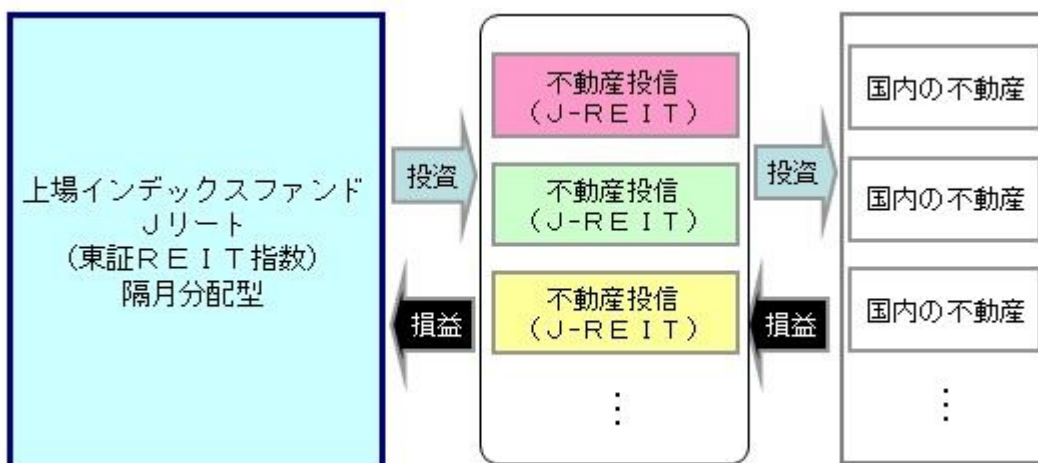 上場インデックスファンド
Ｊリート
（東証ＲＥＩＴ指数）
隔月分配型
投資
損益
不動産投信
（Ｊ-ＲＥＩＴ）
不動産投信
（Ｊ-ＲＥＩＴ）
不動産投信
（Ｊ-ＲＥＩＴ）
⋮
投資
損益
国内の不動産
国内の不動産
国内の不動産
⋮